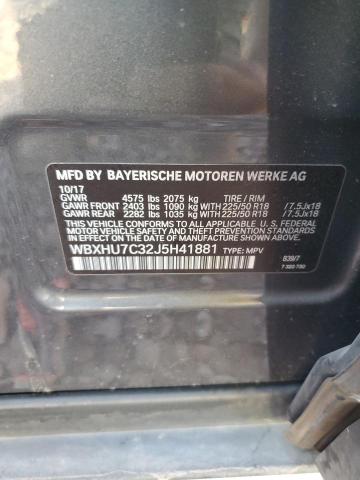 MFD BY BAYERISCHE MOTOREN WERKE AG
10/17
GVWR 4575 lbs 2075 kg TIRE / RIM
GAWR FRONT 2403 lbs 1090 kg WITH 225/50 R18 /7.5Jx18
GAWR REAR 2282 lbs 1035 kg WITH 225/50 R18 /7.5Jx18
THIS VEHICLE CONFORMS TO ALL APPLICABLE U. S. FEDERAL
MOTOR VEHICLE SAFETY STANDARDS IN EFFECT ON THE
DATE OF MANUFACTURE SHOWN ABOVE.
WBXHU7C32J5H41881 TYPE: MPV
B39/7